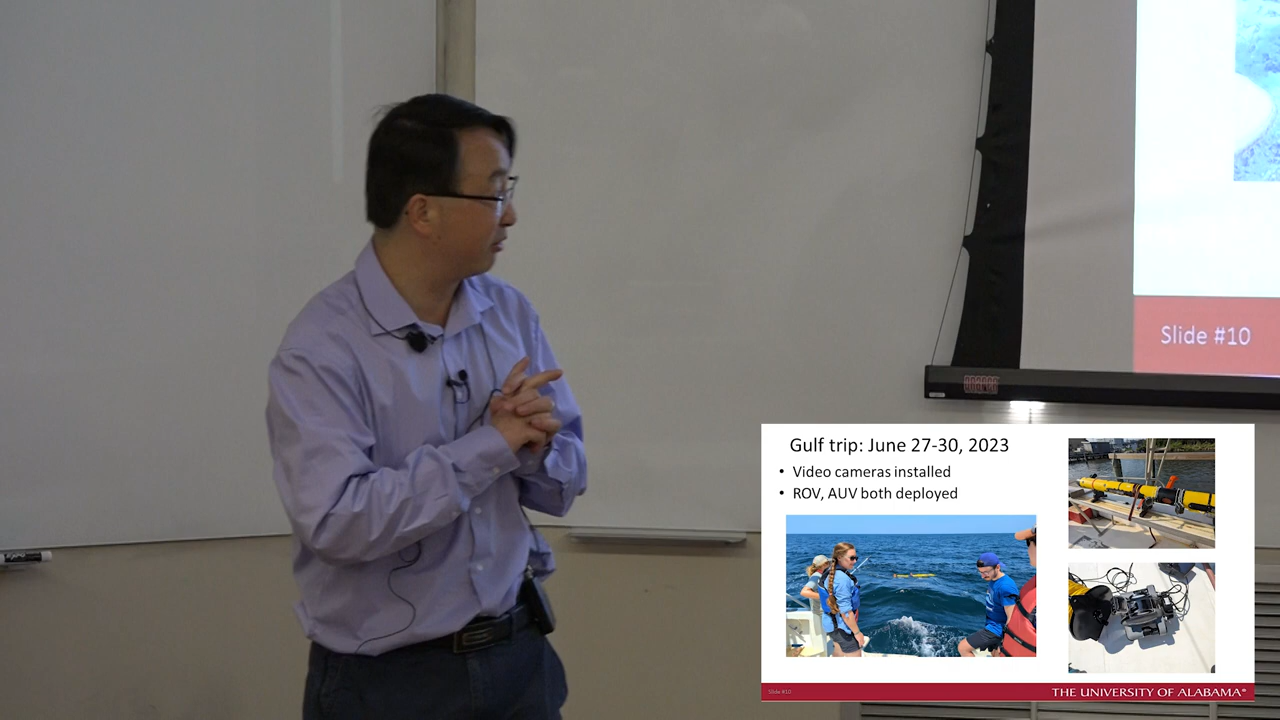 Slide #10
Gulf trip: June 27-30, 2023
• Video cameras installed
• ROV, AUV both deployed
Slide #10
THE UNIVERSITY OF ALABAMA®